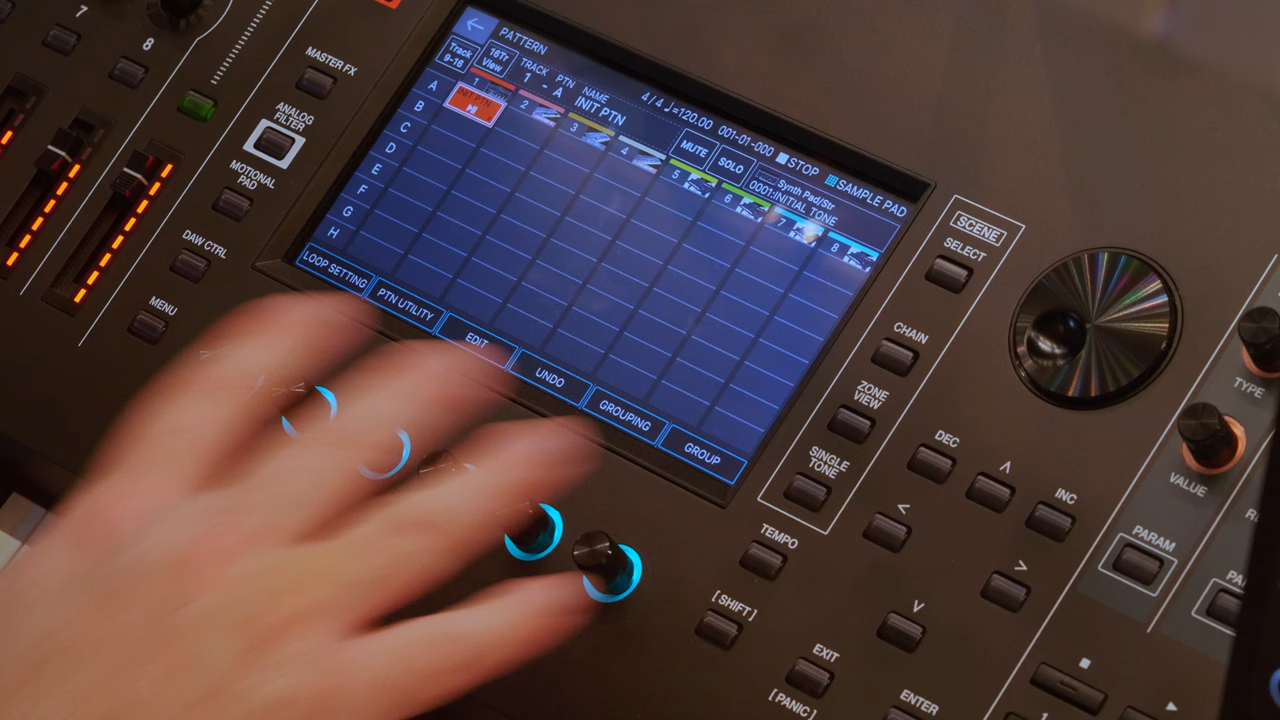 7
8
MASTER FX
ANALOG
FILTER
MOTIONAL
PAD
DAW CTRL
MENU
PATTERN
Track
9-16
16Tr
View
TRACK
1 - A
PTN
NAME
INIT PTN
4/4 ♩=120.00 001-01-000 STOP SAMPLE PAD
MUTE
SOLO
Synth Pad/Str
0001:INITIAL TONE
1 2 3 4 5 6 7 8
A
B
C
D
E
F
G
H
LOOP SETTING
PTN UTILITY
EDIT
UNDO
GROUPING
GROUP
SCENE
SELECT
CHAIN
ZONE
VIEW
SINGLE
TONE
TEMPO
[SHIFT]
EXIT
[PANIC]
ENTER
DEC
INC
TYPE
VALUE
PARAM
1